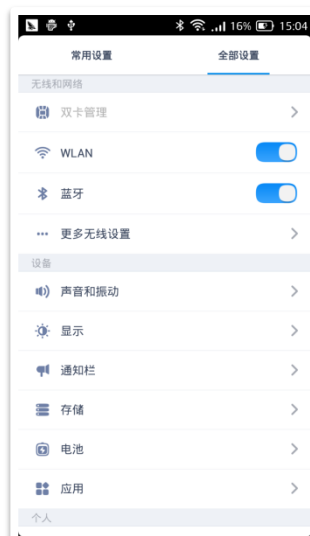 16% 15:04
常用设置 全部设置
无线和网络
双卡管理
WLAN
蓝牙
更多无线设置
设备
声音和振动
显示
通知栏
存储
电池
应用
个人